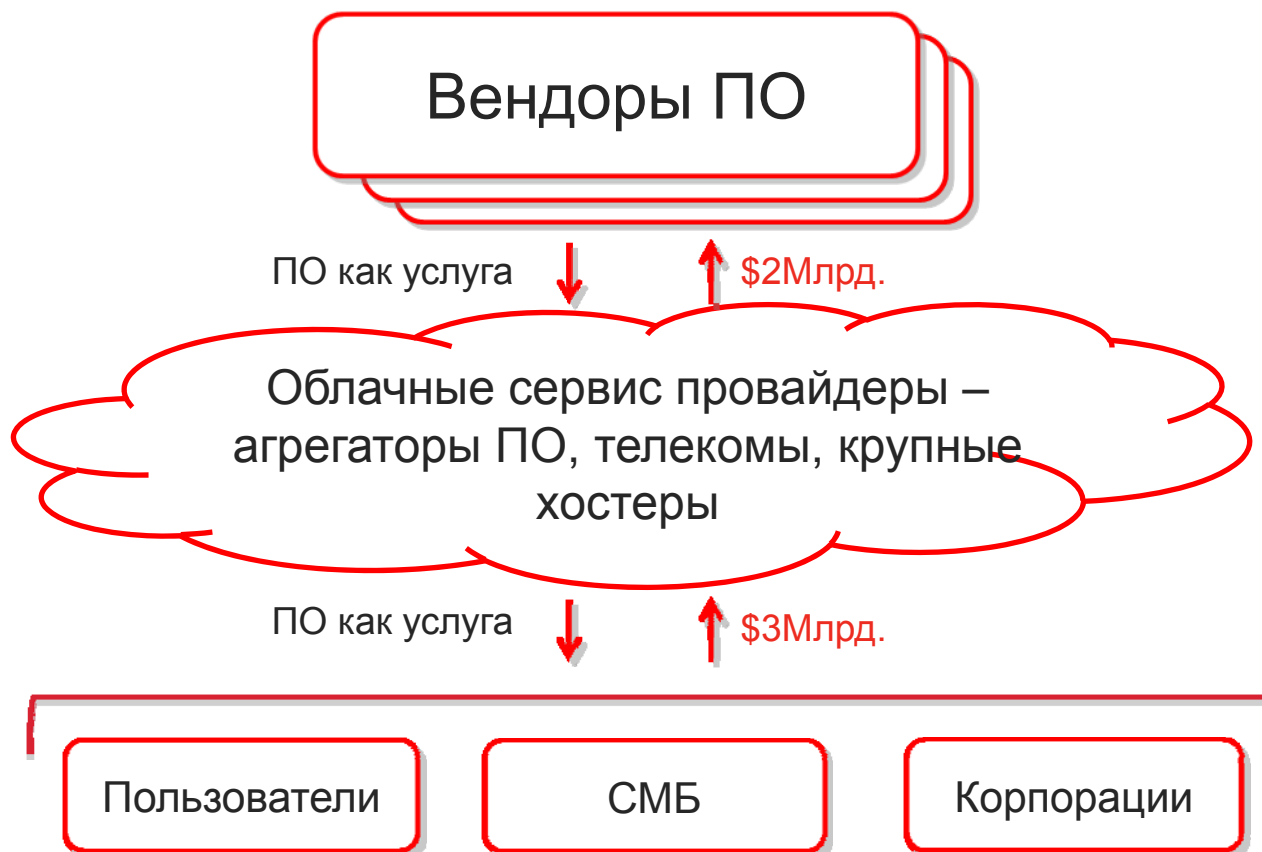 Вендоры ПО
ПО как услуга
$2Млрд.
Облачные сервис провайдеры –
агрегаторы ПО, телекомы, крупные
хостеры
ПО как услуга
$3Млрд.
Пользователи
СМБ
Корпорации